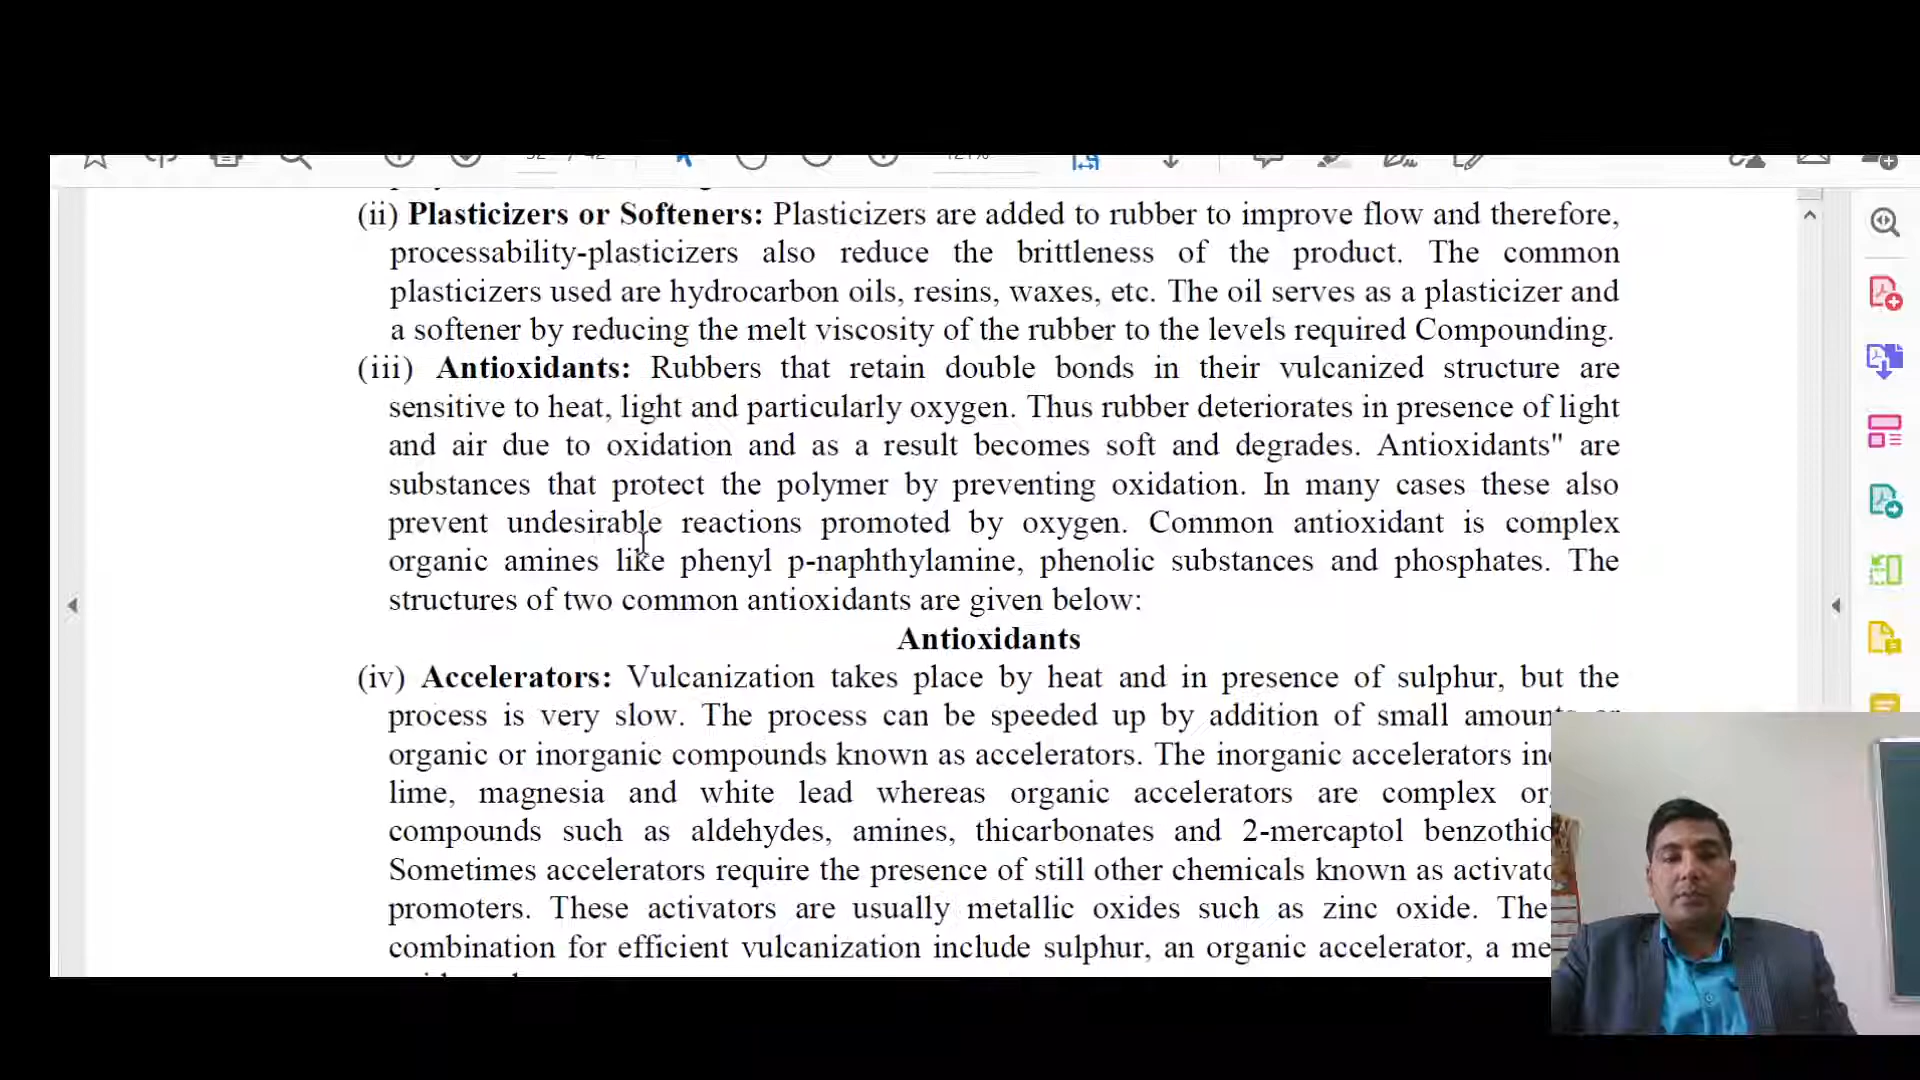 (ii) Plasticizers or Softeners: Plasticizers are added to rubber to improve flow and therefore,
processability-plasticizers also reduce the brittleness of the product. The common
plasticizers used are hydrocarbon oils, resins, waxes, etc. The oil serves as a plasticizer and
a softener by reducing the melt viscosity of the rubber to the levels required Compounding.
(iii) Antioxidants: Rubbers that retain double bonds in their vulcanized structure are
sensitive to heat, light and particularly oxygen. Thus rubber deteriorates in presence of light
and air due to oxidation and as a result becomes soft and degrades. Antioxidants" are
substances that protect the polymer by preventing oxidation. In many cases these also
prevent undesirable reactions promoted by oxygen. Common antioxidant is complex
organic amines like phenyl p-naphthylamine, phenolic substances and phosphates. The
structures of two common antioxidants are given below:
Antioxidants
(iv) Accelerators: Vulcanization takes place by heat and in presence of sulphur, but the
process is very slow. The process can be speeded up by addition of small
organic or inorganic compounds known as accelerators. The inorganic accelerators
lime, magnesia and white lead whereas organic accelerators are complex
compounds such as aldehydes, amines, thicarbonates and 2-mercaptol
Sometimes accelerators require the presence of still other chemicals known as
promoters. These activators are usually metallic oxides such as zinc oxide. The
combination for efficient vulcanization include sulphur, an organic accelerator, a